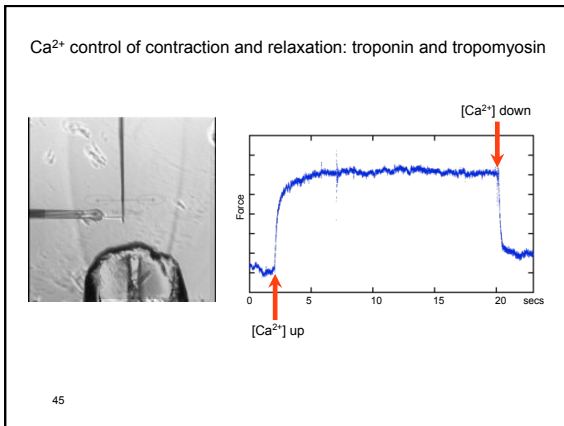 Ca²⁺ control of contraction and relaxation: troponin and tropomyosin
[Ca²⁺] down
Force
0 5 10 15 20 secs
[Ca²⁺] up
45